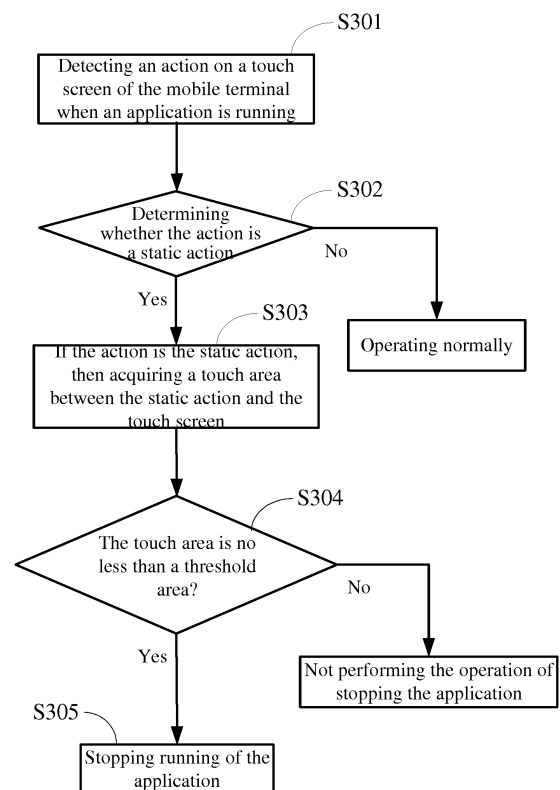 S301
Detecting an action on a touch
screen of the mobile terminal
when an application is running
S302
Determining
whether the action is
a static action
No
Yes
S303
Operating normally
If the action is the static action,
then acquiring a touch area
between the static action and the
touch screen
S304
The touch area is no
less than a threshold
area?
No
Yes
Not performing the operation of
stopping the application
S305
Stopping running of the
application